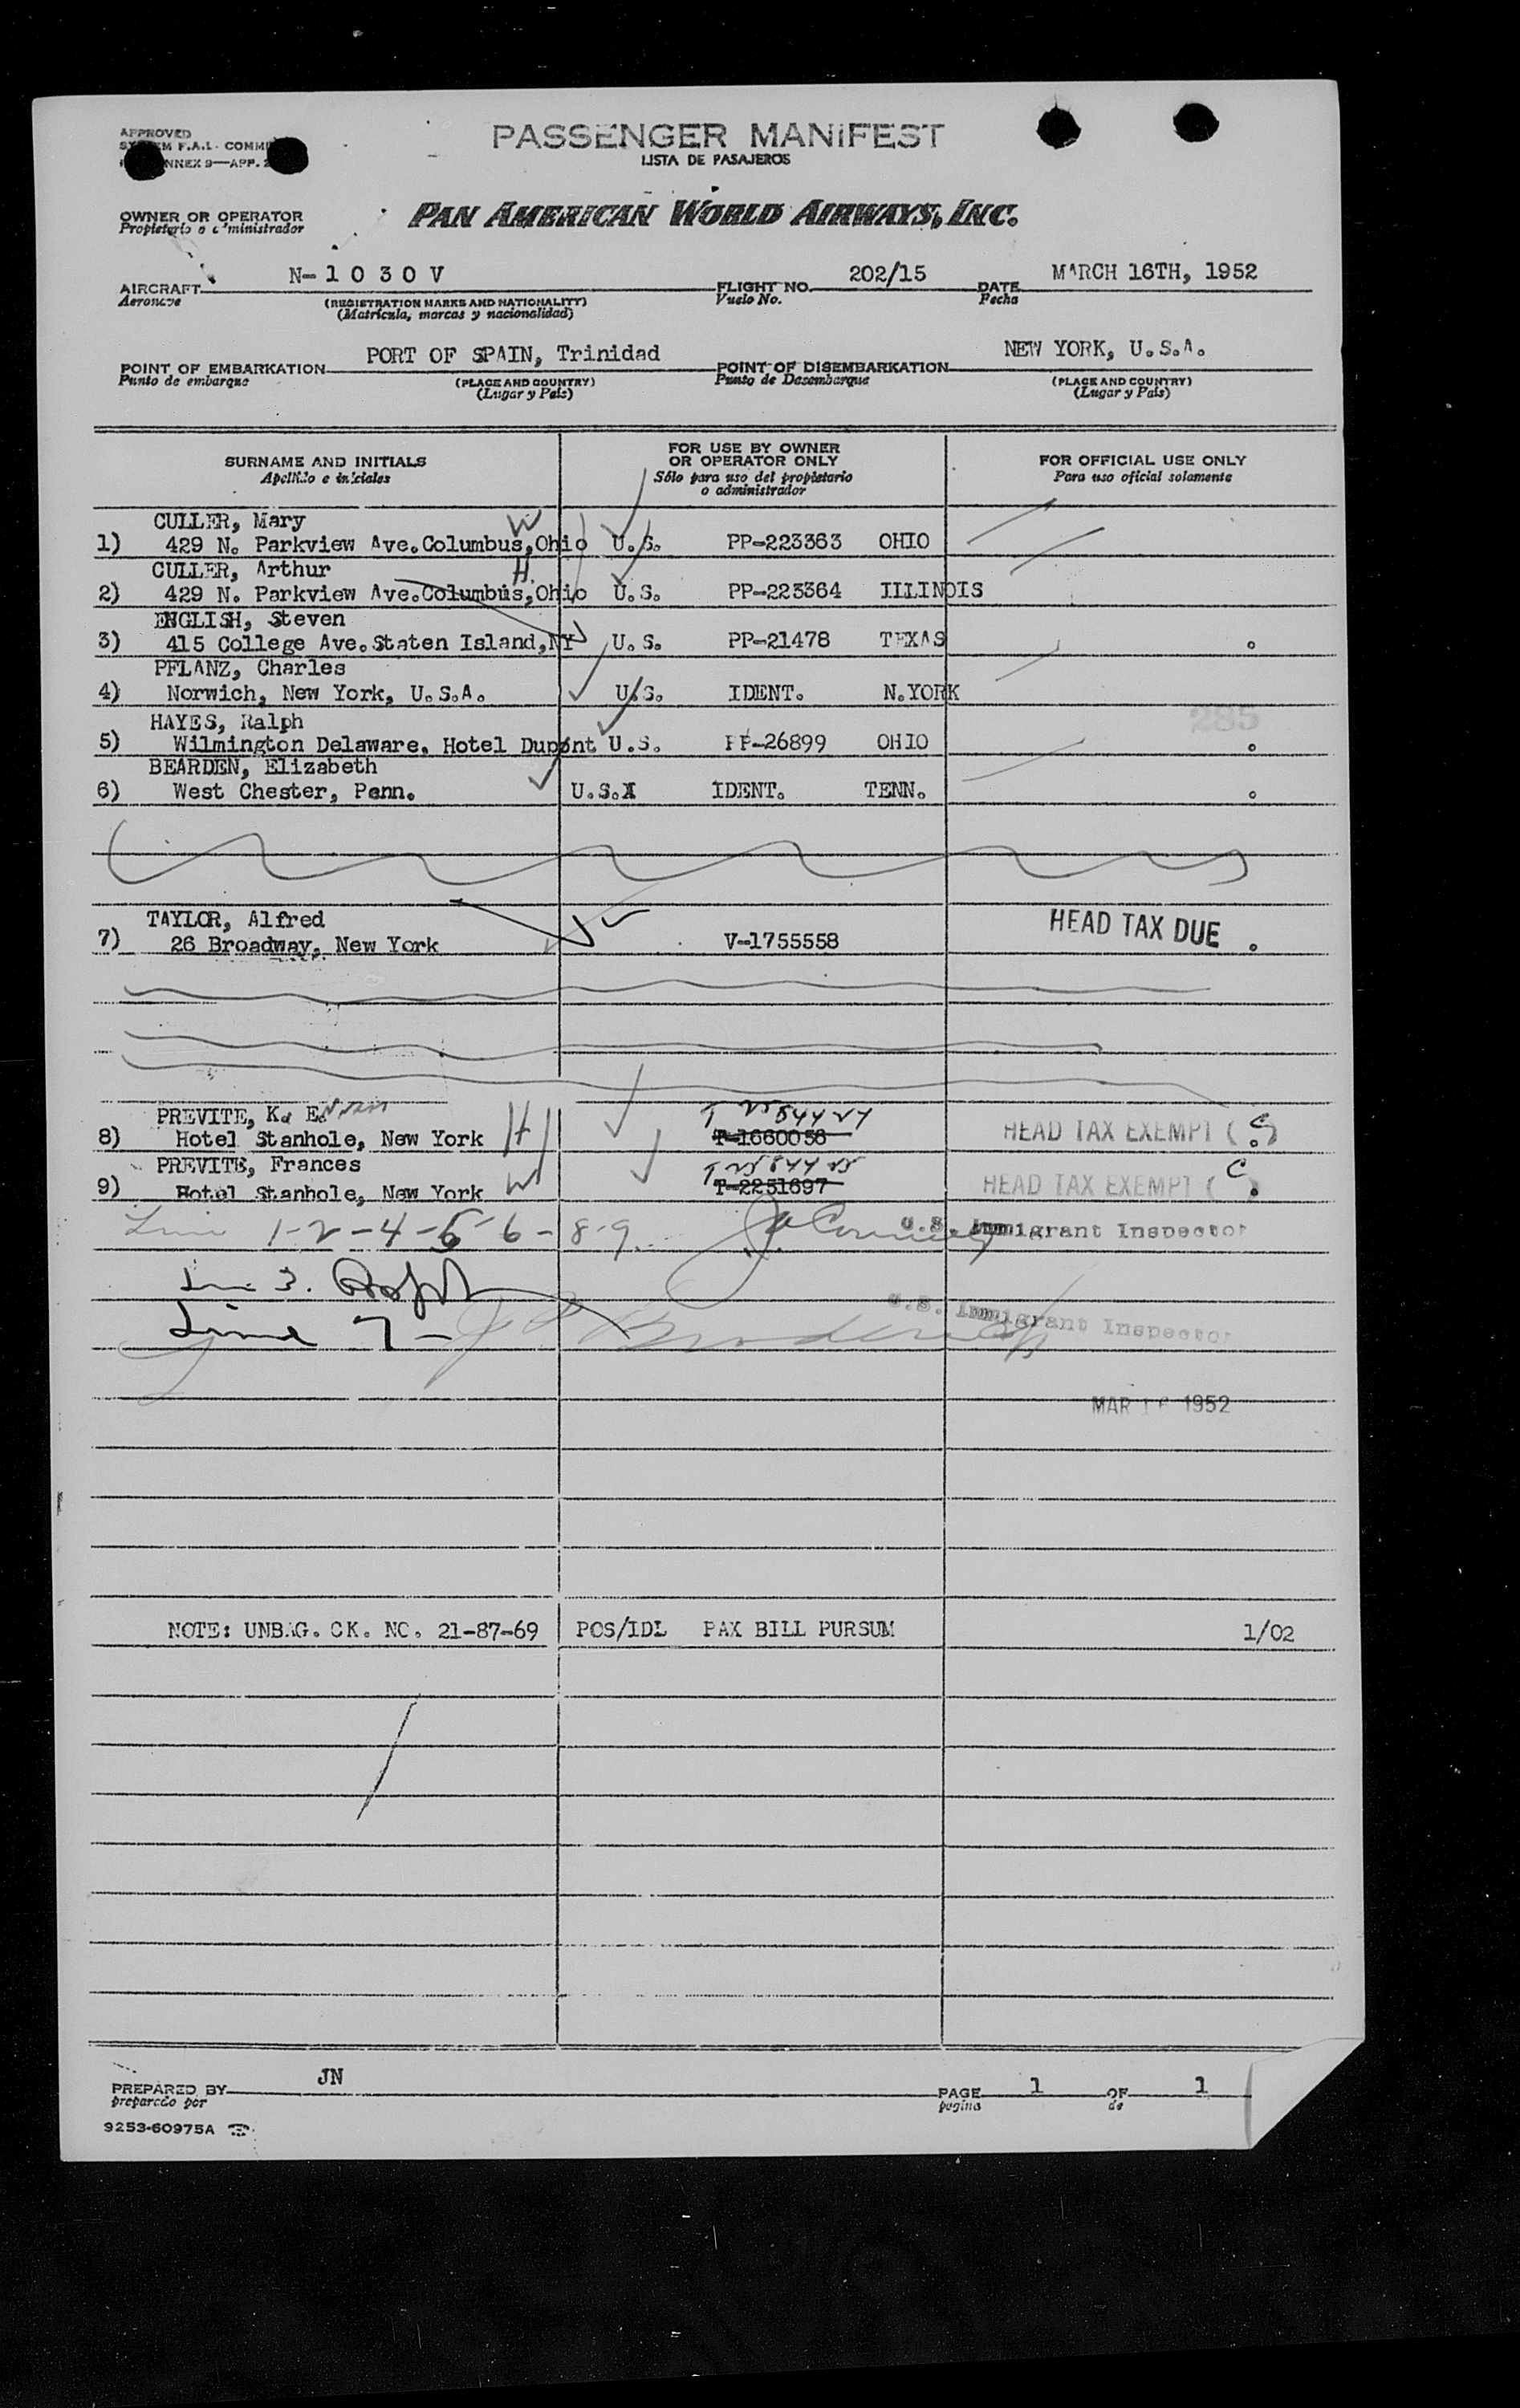 APPROVED
PASSENGER MANIFEST
LISTA DE PASAJEROS
OWNER OR OPERATOR
PAN AMERICAN WORLD AIRWAYS, INC.
AIRCRAFT N-1 0 3 0 V FLIGHT NO. 202/15 DATE MARCH 16TH, 1952
Aeronave (REGISTRATION MARKS AND NATIONALITY) Vuelo No. Fecha
(Matrícula, marcas y nacionalidad)
POINT OF EMBARKATION PORT OF SPAIN, Trinidad POINT OF DISEMBARKATION NEW YORK, U.S.A.
Punto de embarque (PLACE AND COUNTRY) Punto de Desembarque (PLACE AND COUNTRY)
(Lugar y País) (Lugar y País)
SURNAME AND INITIALS FOR USE BY OWNER OR OPERATOR ONLY FOR OFFICIAL USE ONLY
Apellido e iniciales Sólo para uso del propietario o administrador Para uso oficial solamente
CULLER, Mary W
1) 429 N. Parkview Ave.Columbus,Ohio U.S. PP-223363 OHIO
CULLER, Arthur H.
2) 429 N. Parkview Ave.Columbus,Ohio U.S. PP-223364 ILLINOIS
ENGLISH, Steven
3) 415 College Ave.Staten Island,NY U.S. PP-21478 TEXAS
PFLANZ, Charles
4) Norwich, New York, U.S.A. U.S. IDENT. N.YORK
HAYES, Ralph 285
5) Wilmington Delaware. Hotel Dupont U.S. PP-26899 OHIO
BEARDEN, Elizabeth
6) West Chester, Penn. U.S.X IDENT. TENN.
TAYLOR, Alfred
7) 26 Broadway, New York V-1755558 HEAD TAX DUE
PREVITE, K. E.
8) Hotel Stanhole, New York H T-1660056 HEAD TAX EXEMPT (C)
PREVITE, Frances
9) Hotel Stanhole, New York W T-2251697 HEAD TAX EXEMPT (C
Line 1-2-4-5-6-8-9 U.S. Immigrant Inspector
Line 3.
U.S. Immigrant Inspector
Line 7-
MAR 16 1952
NOTE: UNBAG. CK. NO. 21-87-69 POS/IDL PAX BILL PURSUM 1/02
PREPARED BY JN PAGE 1 OF 1
preparado por pagina de
9253-60975A